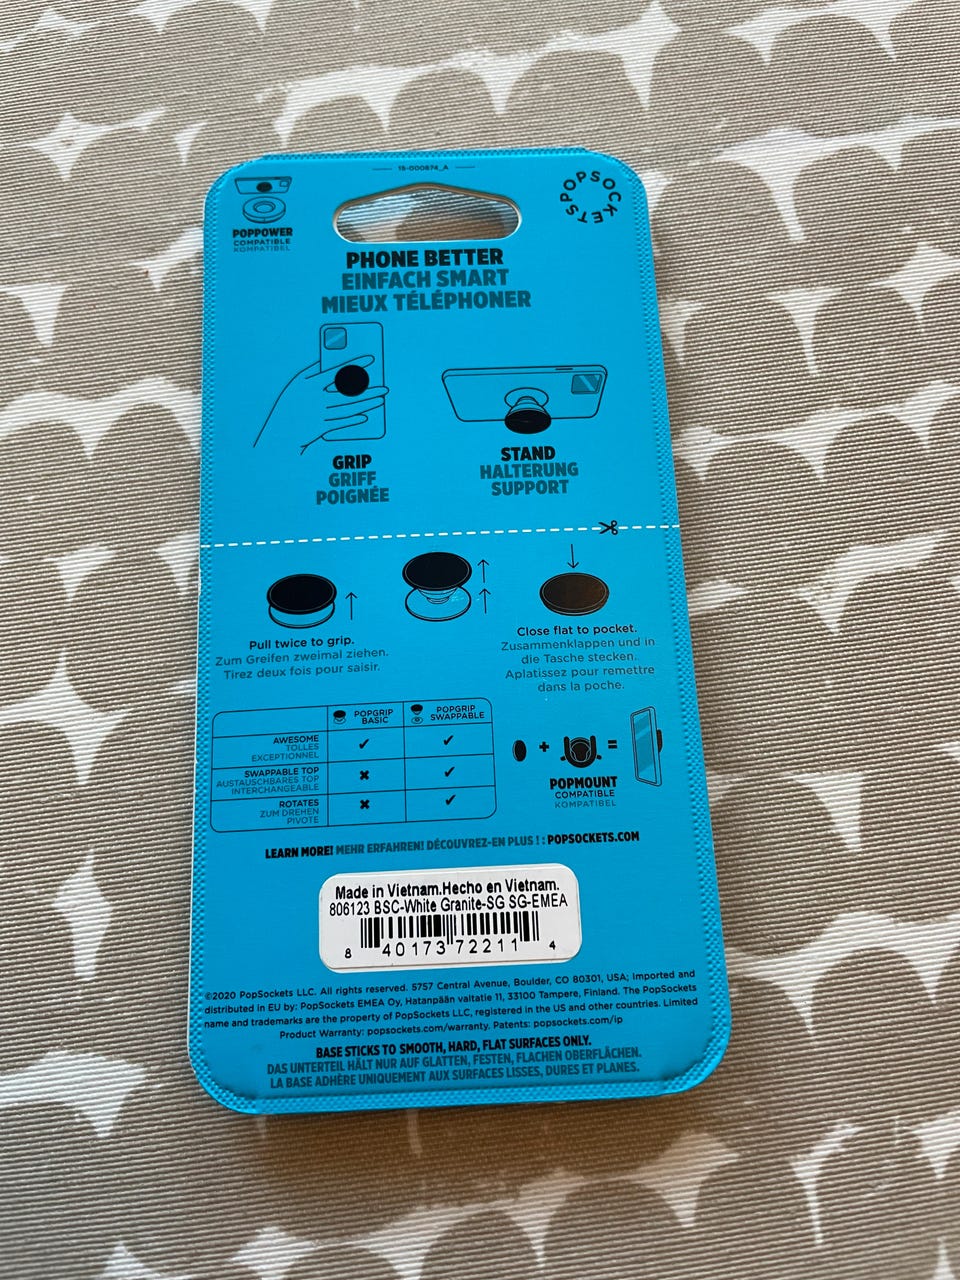 15-000874_A
POPSOCKETS
POPPOWER
COMPATIBLE
KOMPATIBEL
PHONE BETTER
EINFACH SMART
MIEUX TÉLÉPHONER
GRIP
GRIFF
POIGNÉE
STAND
HALTERUNG
SUPPORT
Pull twice to grip.
Zum Greifen zweimal ziehen.
Tirez deux fois pour saisir.
Close flat to pocket.
Zusammenklappen und in
die Tasche stecken.
Aplatissez pour remettre
dans la poche.
POPGRIP
BASIC
POPGRIP
SWAPPABLE
AWESOME
TOLLES
EXCEPTIONNEL
✔ ✔
SWAPPABLE TOP
AUSTAUSCHBARES TOP
INTERCHANGEABLE
✖ ✔
ROTATES
ZUM DREHEN
PIVOTE
✖ ✔
+ =
POPMOUNT
COMPATIBLE
KOMPATIBEL
LEARN MORE! MEHR ERFAHREN! DÉCOUVREZ-EN PLUS ! : POPSOCKETS.COM
Made in Vietnam.Hecho en Vietnam.
806123 BSC-White Granite-SG SG-EMEA
8 40173 72211 4
©2020 PopSockets LLC. All rights reserved. 5757 Central Avenue, Boulder, CO 80301, USA; Imported and
distributed in EU by: PopSockets EMEA Oy, Hatanpään valtatie 11, 33100 Tampere, Finland. The PopSockets
name and trademarks are the property of PopSockets LLC, registered in the US and other countries. Limited
Product Warranty: popsockets.com/warranty. Patents: popsockets.com/ip
BASE STICKS TO SMOOTH, HARD, FLAT SURFACES ONLY.
DAS UNTERTEIL HÄLT NUR AUF GLATTEN, FESTEN, FLACHEN OBERFLÄCHEN.
LA BASE ADHÈRE UNIQUEMENT AUX SURFACES LISSES, DURES ET PLANES.